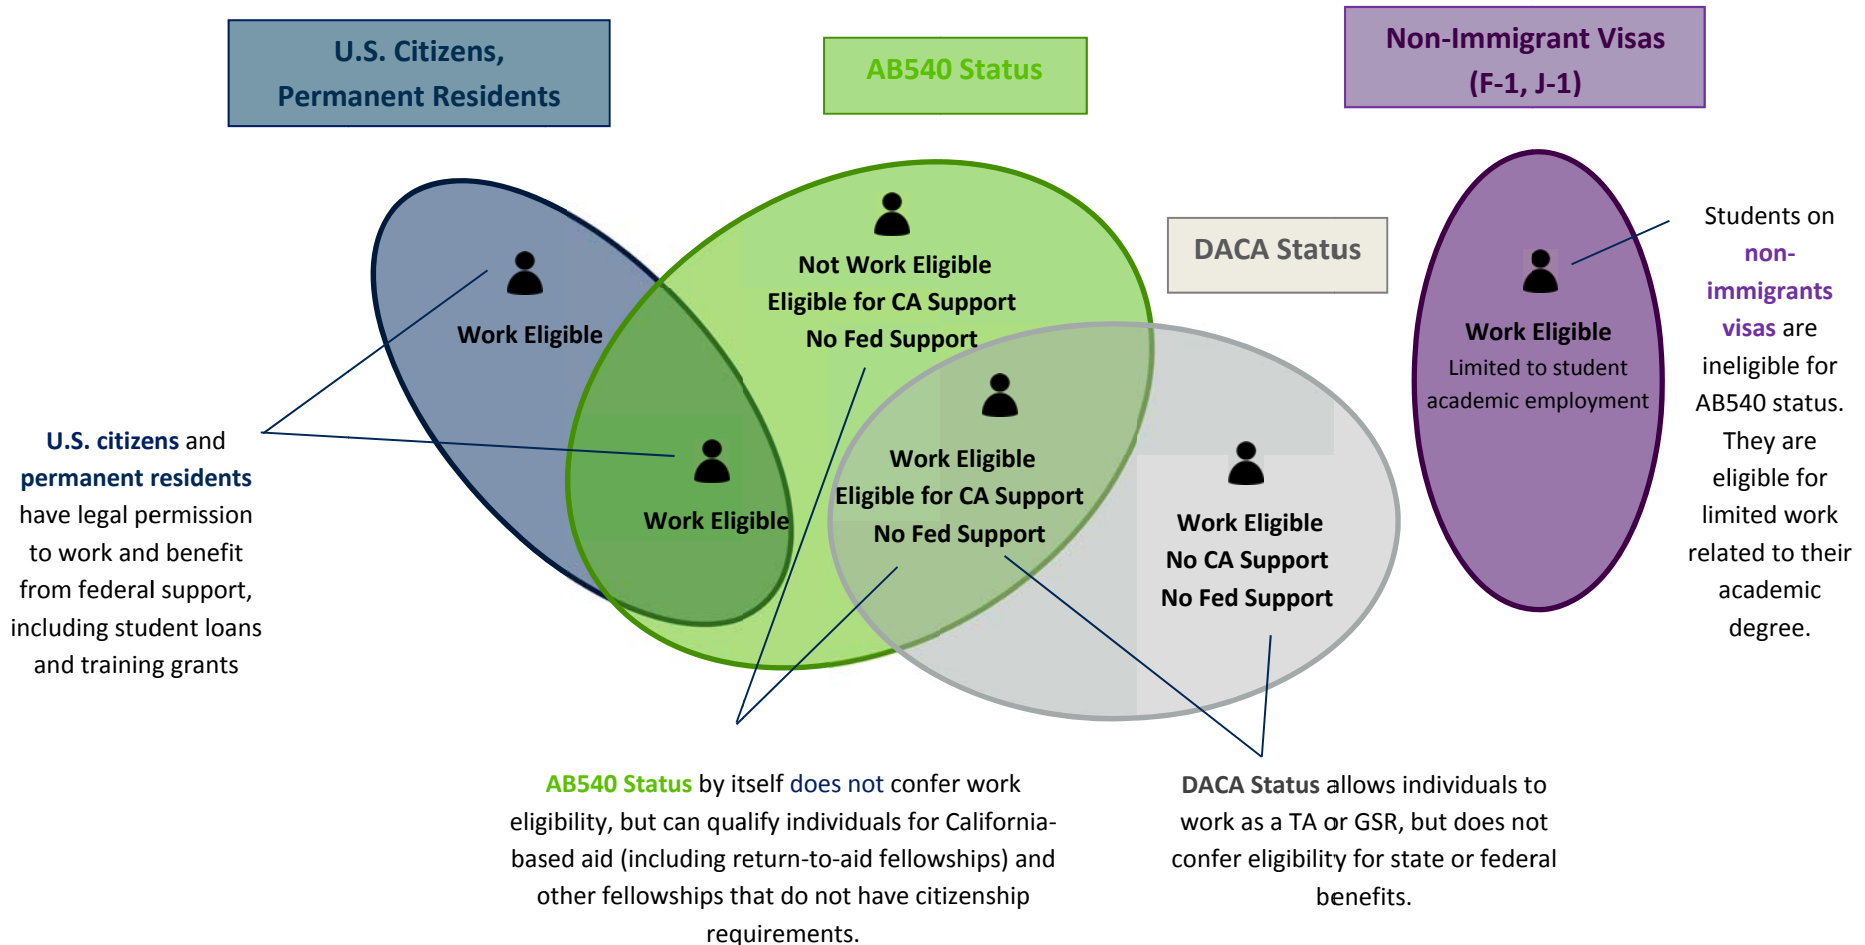 U.S. Citizens,
Permanent Residents
AB540 Status
Non-Immigrant Visas
(F-1, J-1)
DACA Status
Work Eligible
Work Eligible
Not Work Eligible
Eligible for CA Support
No Fed Support
Work Eligible
Eligible for CA Support
No Fed Support
Work Eligible
No CA Support
No Fed Support
Work Eligible
Limited to student
academic employment
Students on
non-
immigrants
visas are
ineligible for
AB540 status.
They are
eligible for
limited work
related to their
academic
degree.
U.S. citizens and
permanent residents
have legal permission
to work and benefit
from federal support,
including student loans
and training grants
AB540 Status by itself does not confer work
eligibility, but can qualify individuals for California-
based aid (including return-to-aid fellowships) and
other fellowships that do not have citizenship
requirements.
DACA Status allows individuals to
work as a TA or GSR, but does not
confer eligibility for state or federal
benefits.